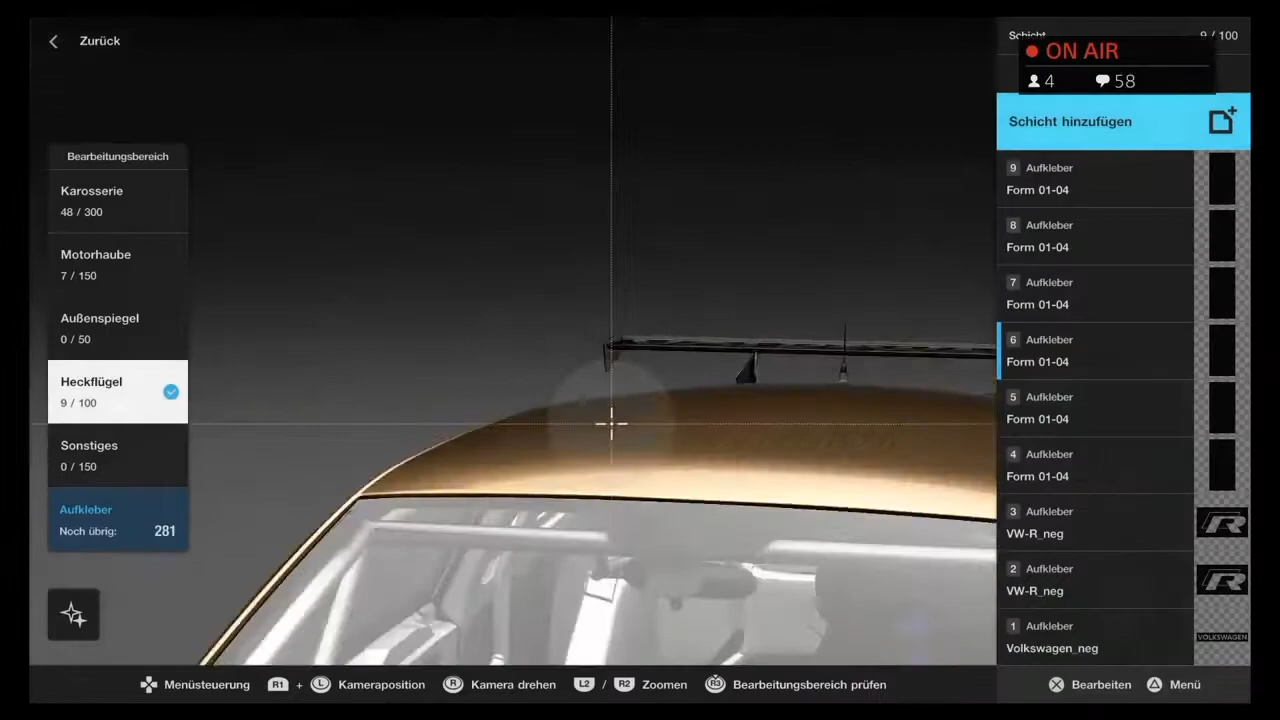 Zurück
Schicht 9 / 100
ON AIR
4 58
Schicht hinzufügen
Bearbeitungsbereich
Karosserie
48 / 300
Motorhaube
7 / 150
Außenspiegel
0 / 50
Heckflügel
9 / 100
Sonstiges
0 / 150
Aufkleber
Noch übrig: 281
9 Aufkleber
Form 01-04
8 Aufkleber
Form 01-04
7 Aufkleber
Form 01-04
6 Aufkleber
Form 01-04
5 Aufkleber
Form 01-04
4 Aufkleber
Form 01-04
3 Aufkleber
VW-R_neg
R
2 Aufkleber
VW-R_neg
R
1 Aufkleber
Volkswagen_neg
VOLKSWAGEN
Menüsteuerung R1 + L Kameraposition R Kamera drehen L2 / R2 Zoomen R3 Bearbeitungsbereich prüfen Bearbeiten Menü